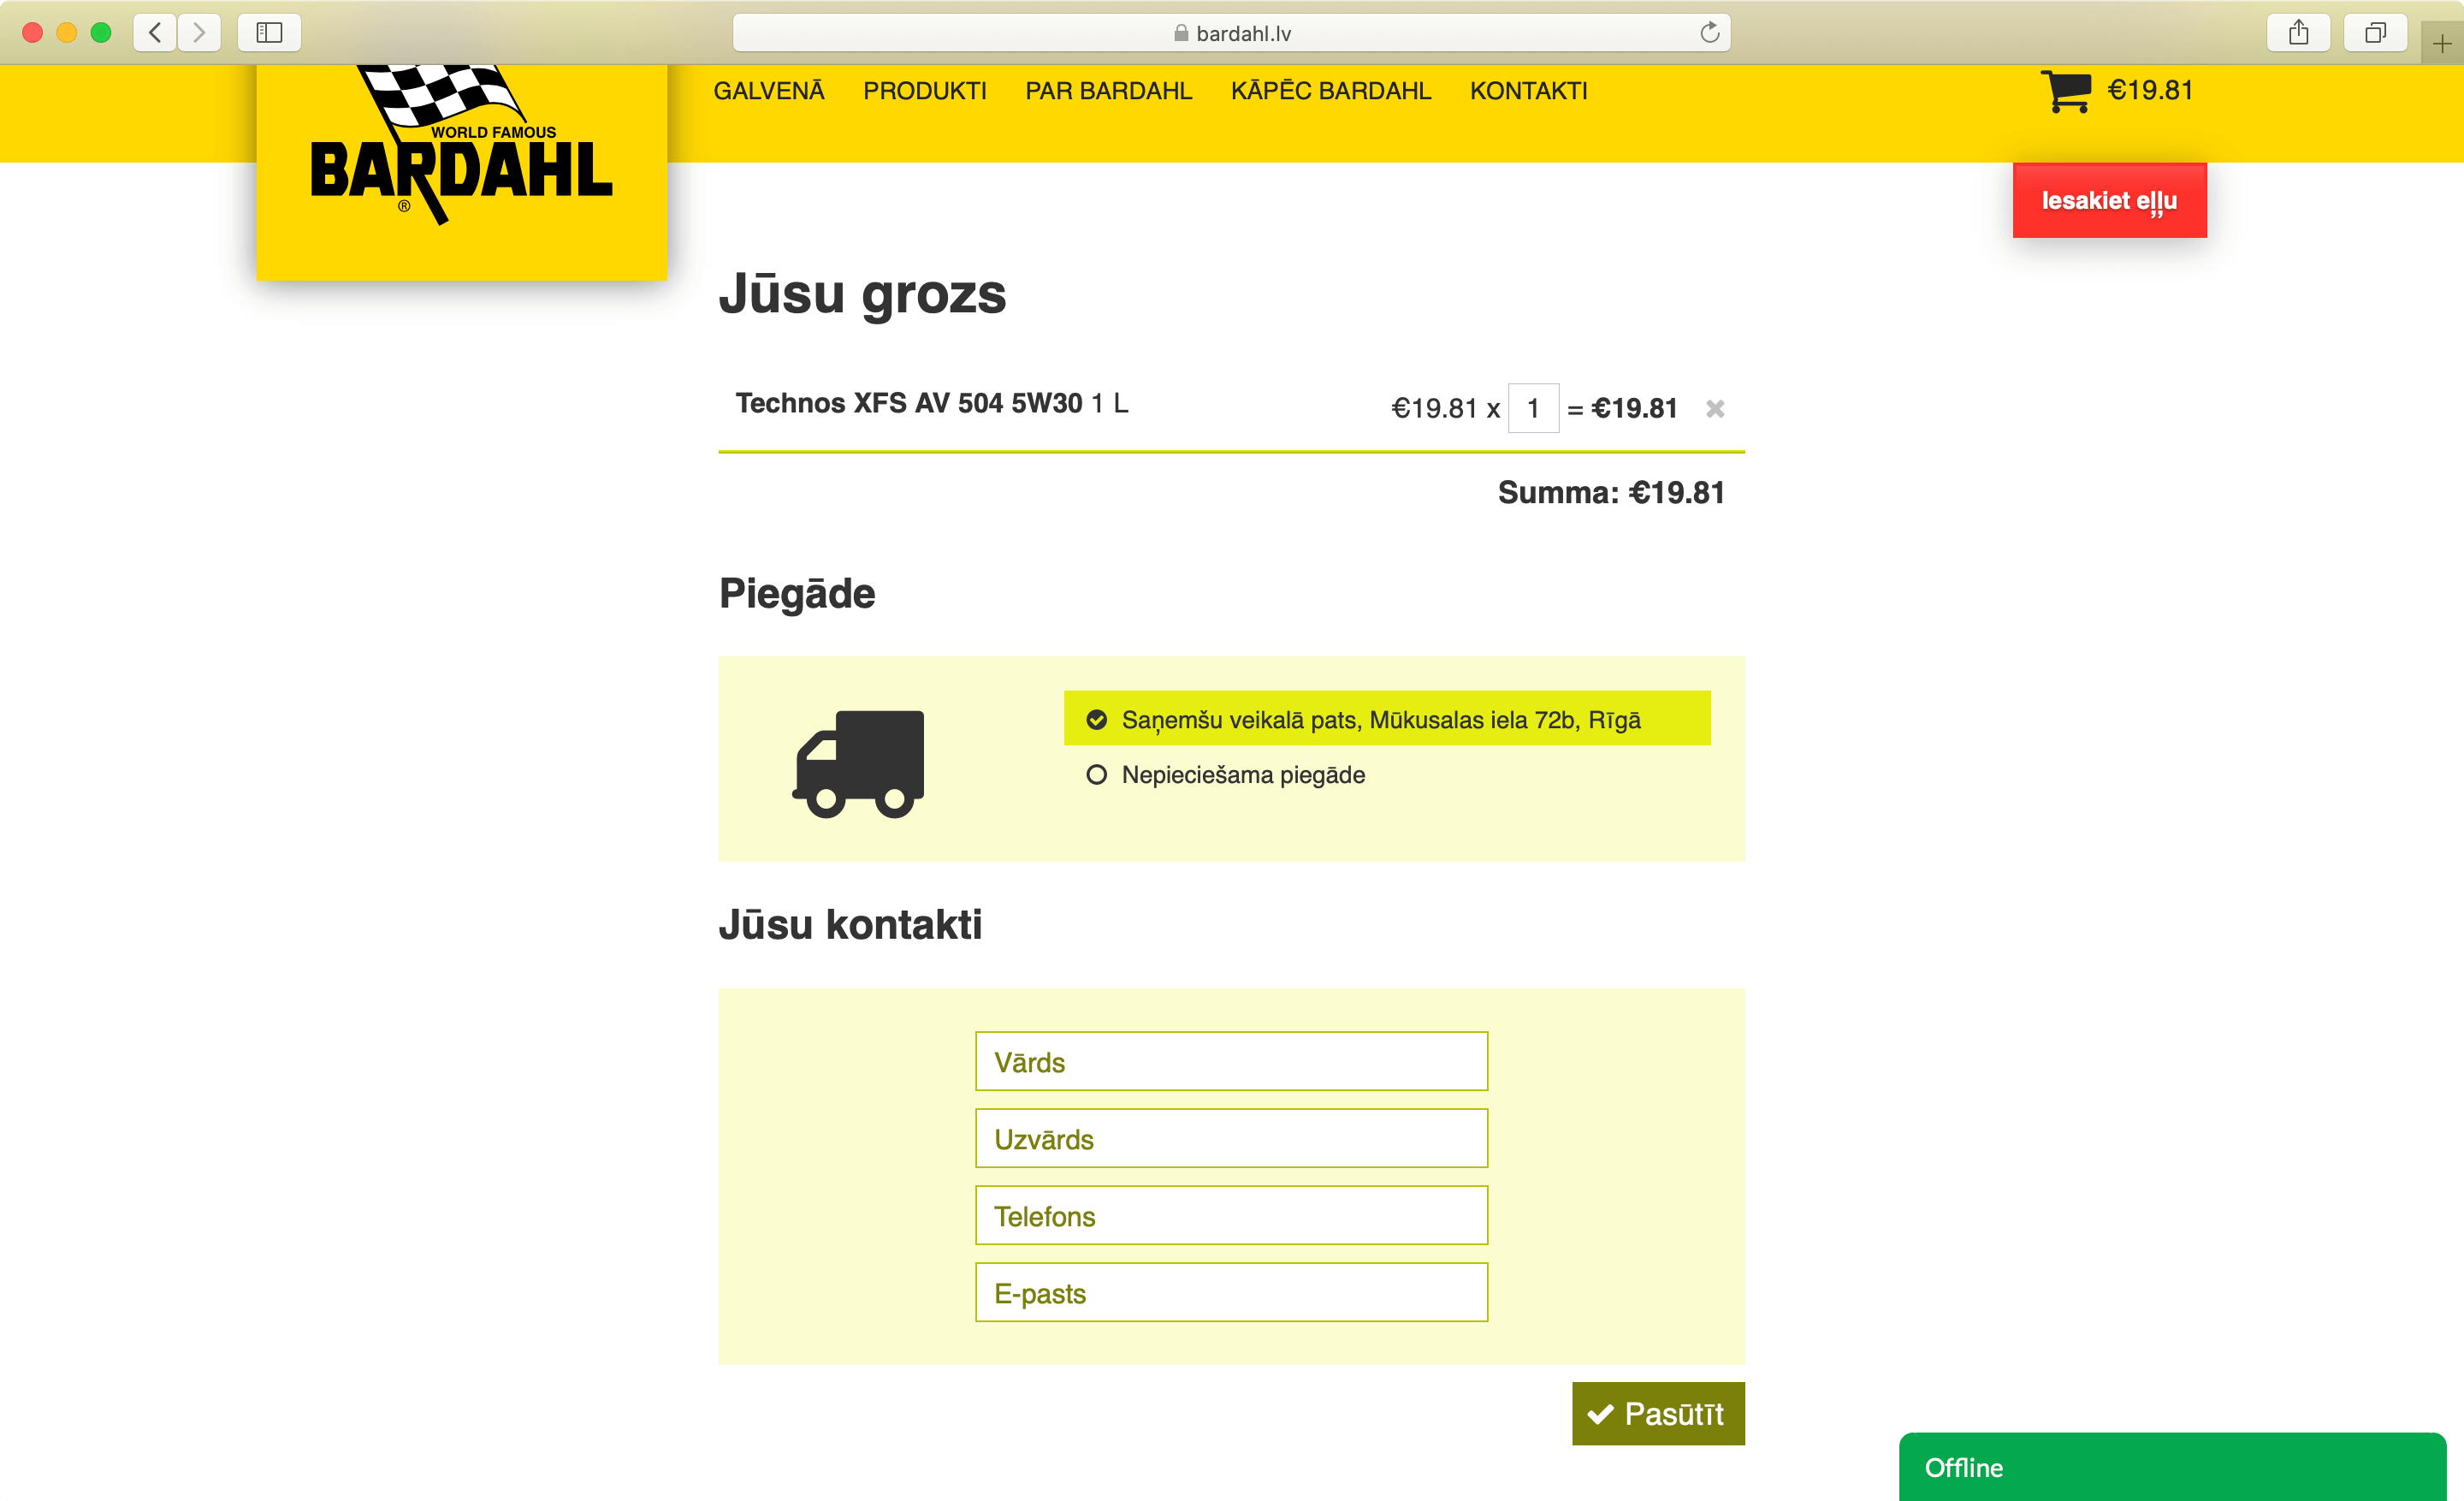 bardahl.lv
GALVENĀ PRODUKTI PAR BARDAHL KĀPĒC BARDAHL KONTAKTI €19.81
WORLD FAMOUS
BARDAHL
®
Iesakiet eļļu
Jūsu grozs
Technos XFS AV 504 5W30 1 L €19.81 x 1 = €19.81
Summa: €19.81
Piegāde
Saņemšu veikalā pats, Mūkusalas iela 72b, Rīgā
Nepieciešama piegāde
Jūsu kontakti
Vārds
Uzvārds
Telefons
E-pasts
Pasūtīt
Offline